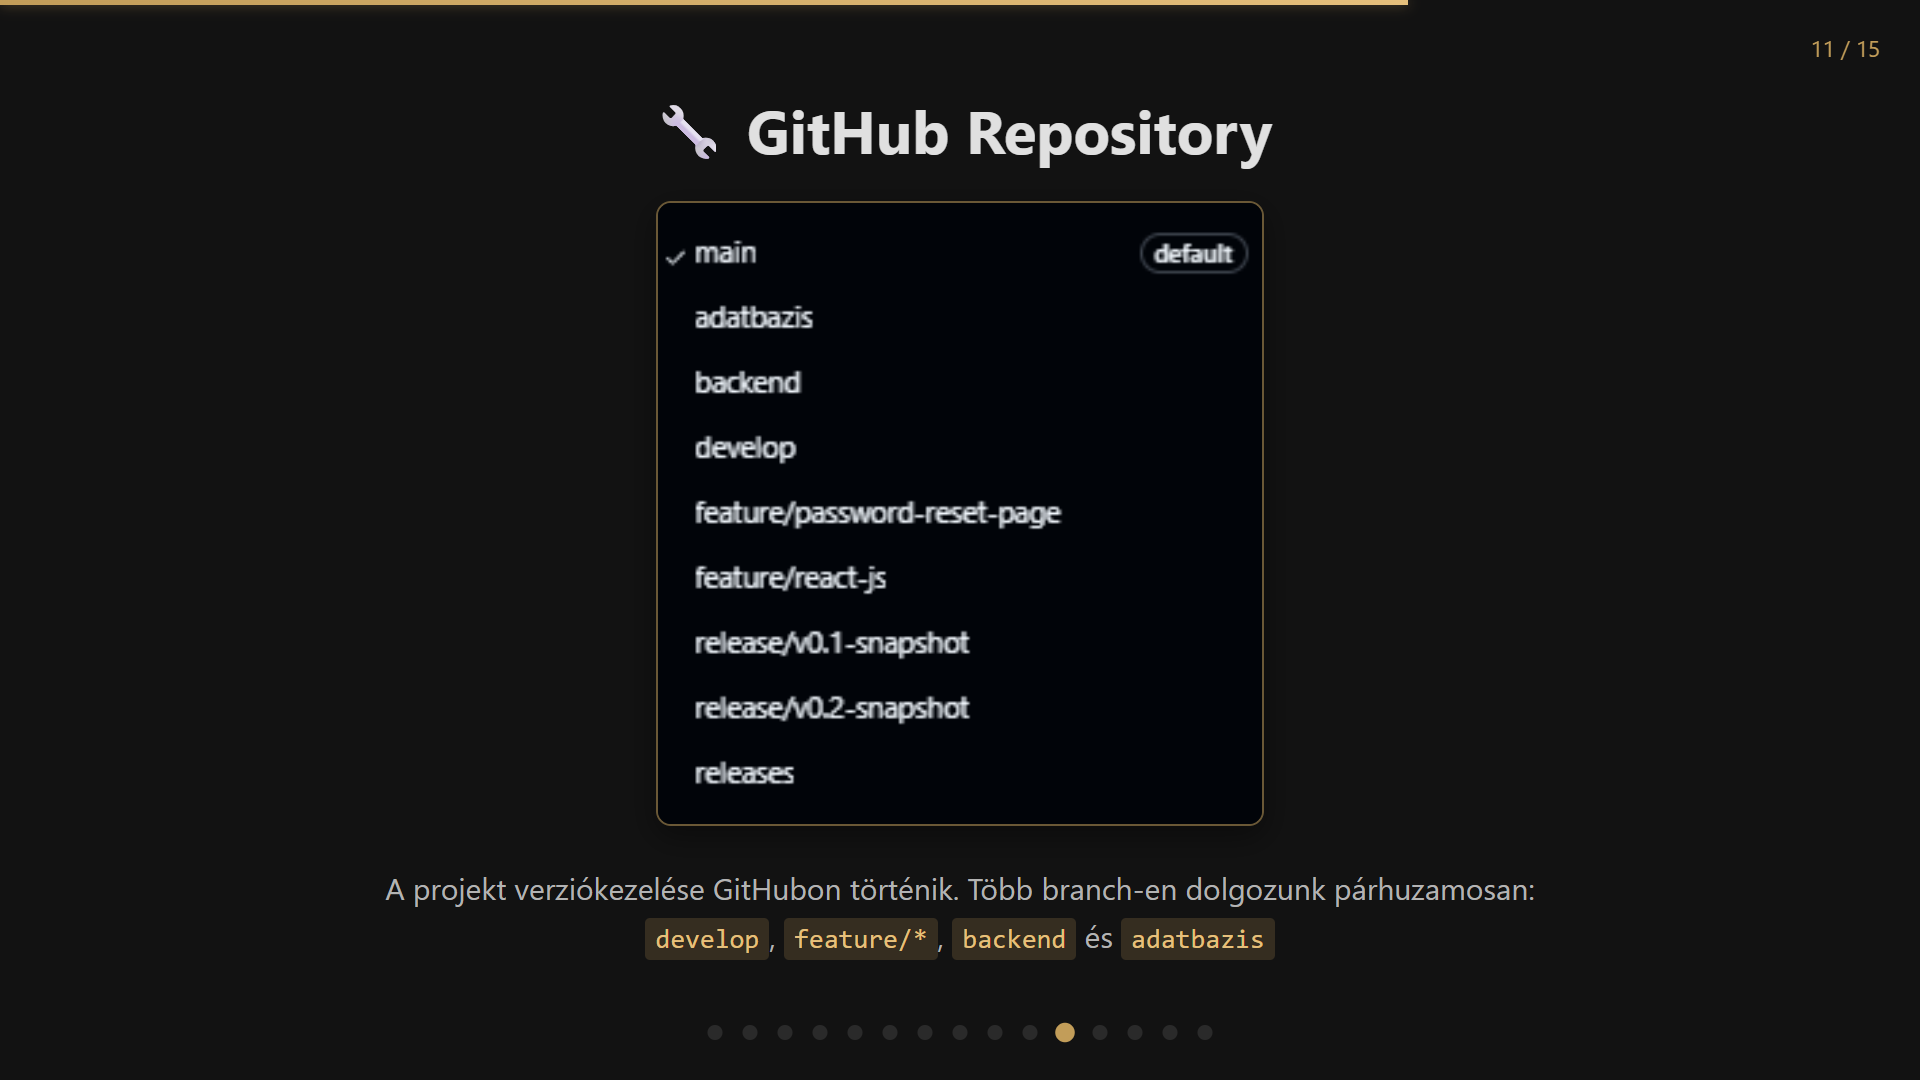 11 / 15
GitHub Repository
main default
adatbazis
backend
develop
feature/password-reset-page
feature/react-js
release/v0.1-snapshot
release/v0.2-snapshot
releases
A projekt verziókezelése GitHubon történik. Több branch-en dolgozunk párhuzamosan:
develop, feature/*, backend és adatbazis